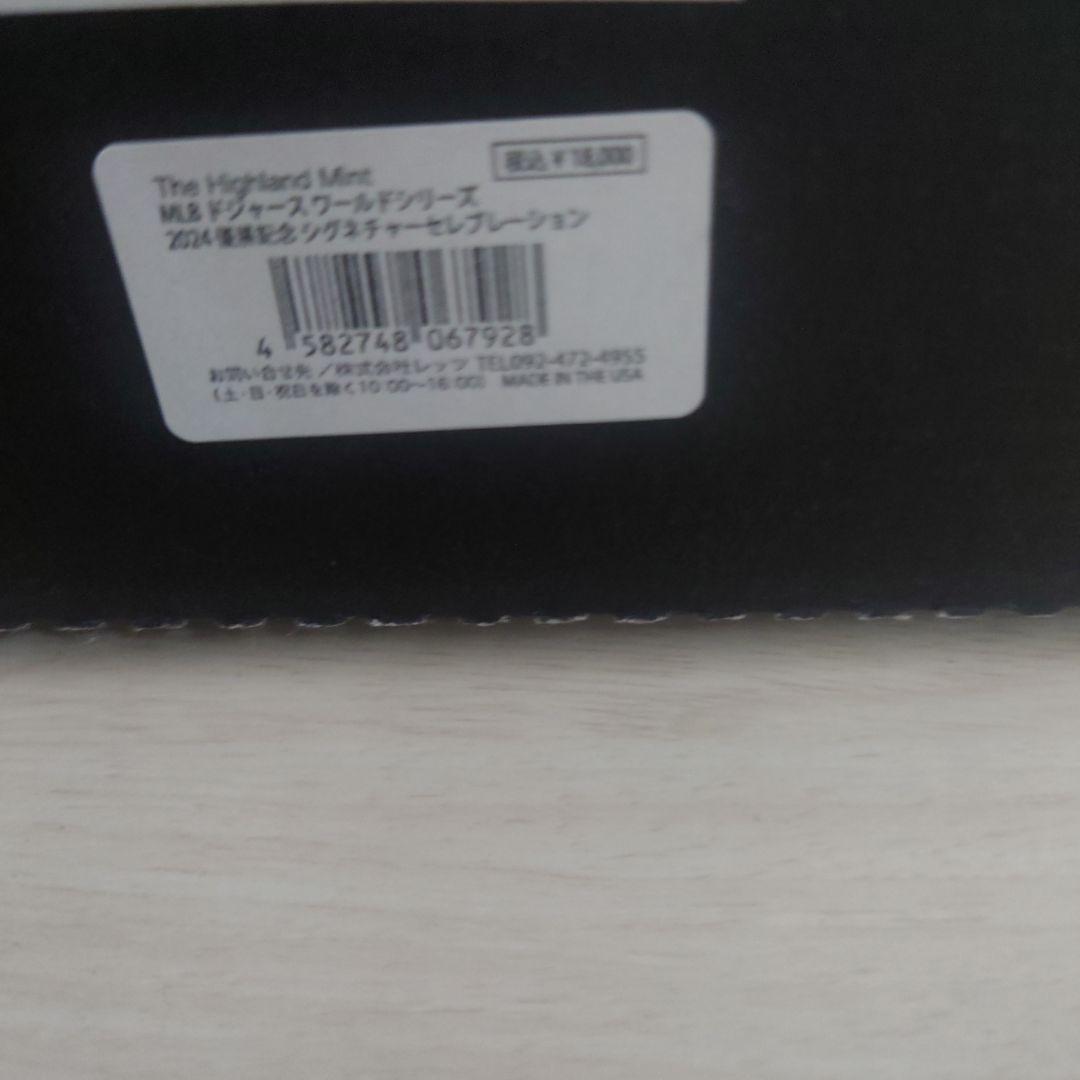 税込￥18,000
The Highland Mint
MLB ドジャース ワールドシリーズ
2024 優勝記念 シグネチャーセレブレーション
4 582748 067928
お問い合せ先 / 株式会社レッツ TEL092-472-4955
(土・日・祝日を除く10:00～16:00) MADE IN THE USA